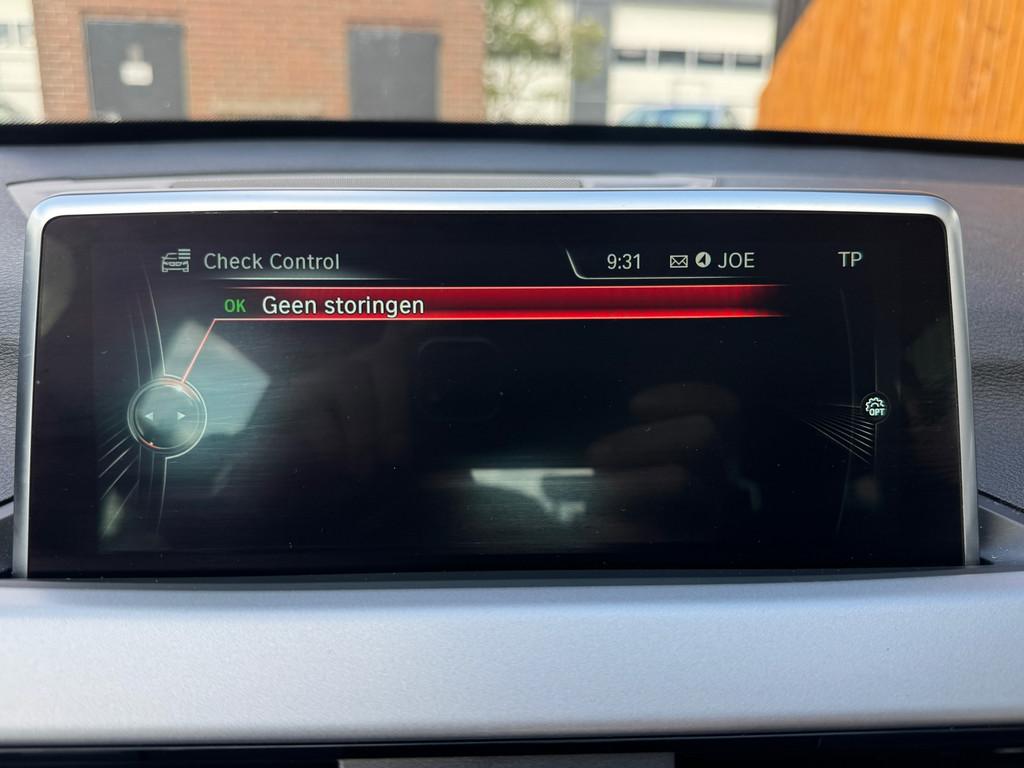 Check Control
9:31 JOE TP
OK Geen storingen
OPT